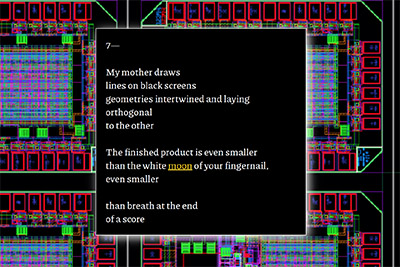 7—
My mother draws
lines on black screens
geometries intertwined and laying
orthogonal
to the other
The finished product is even smaller
than the white moon of your fingernail,
even smaller
than breath at the end
of a score